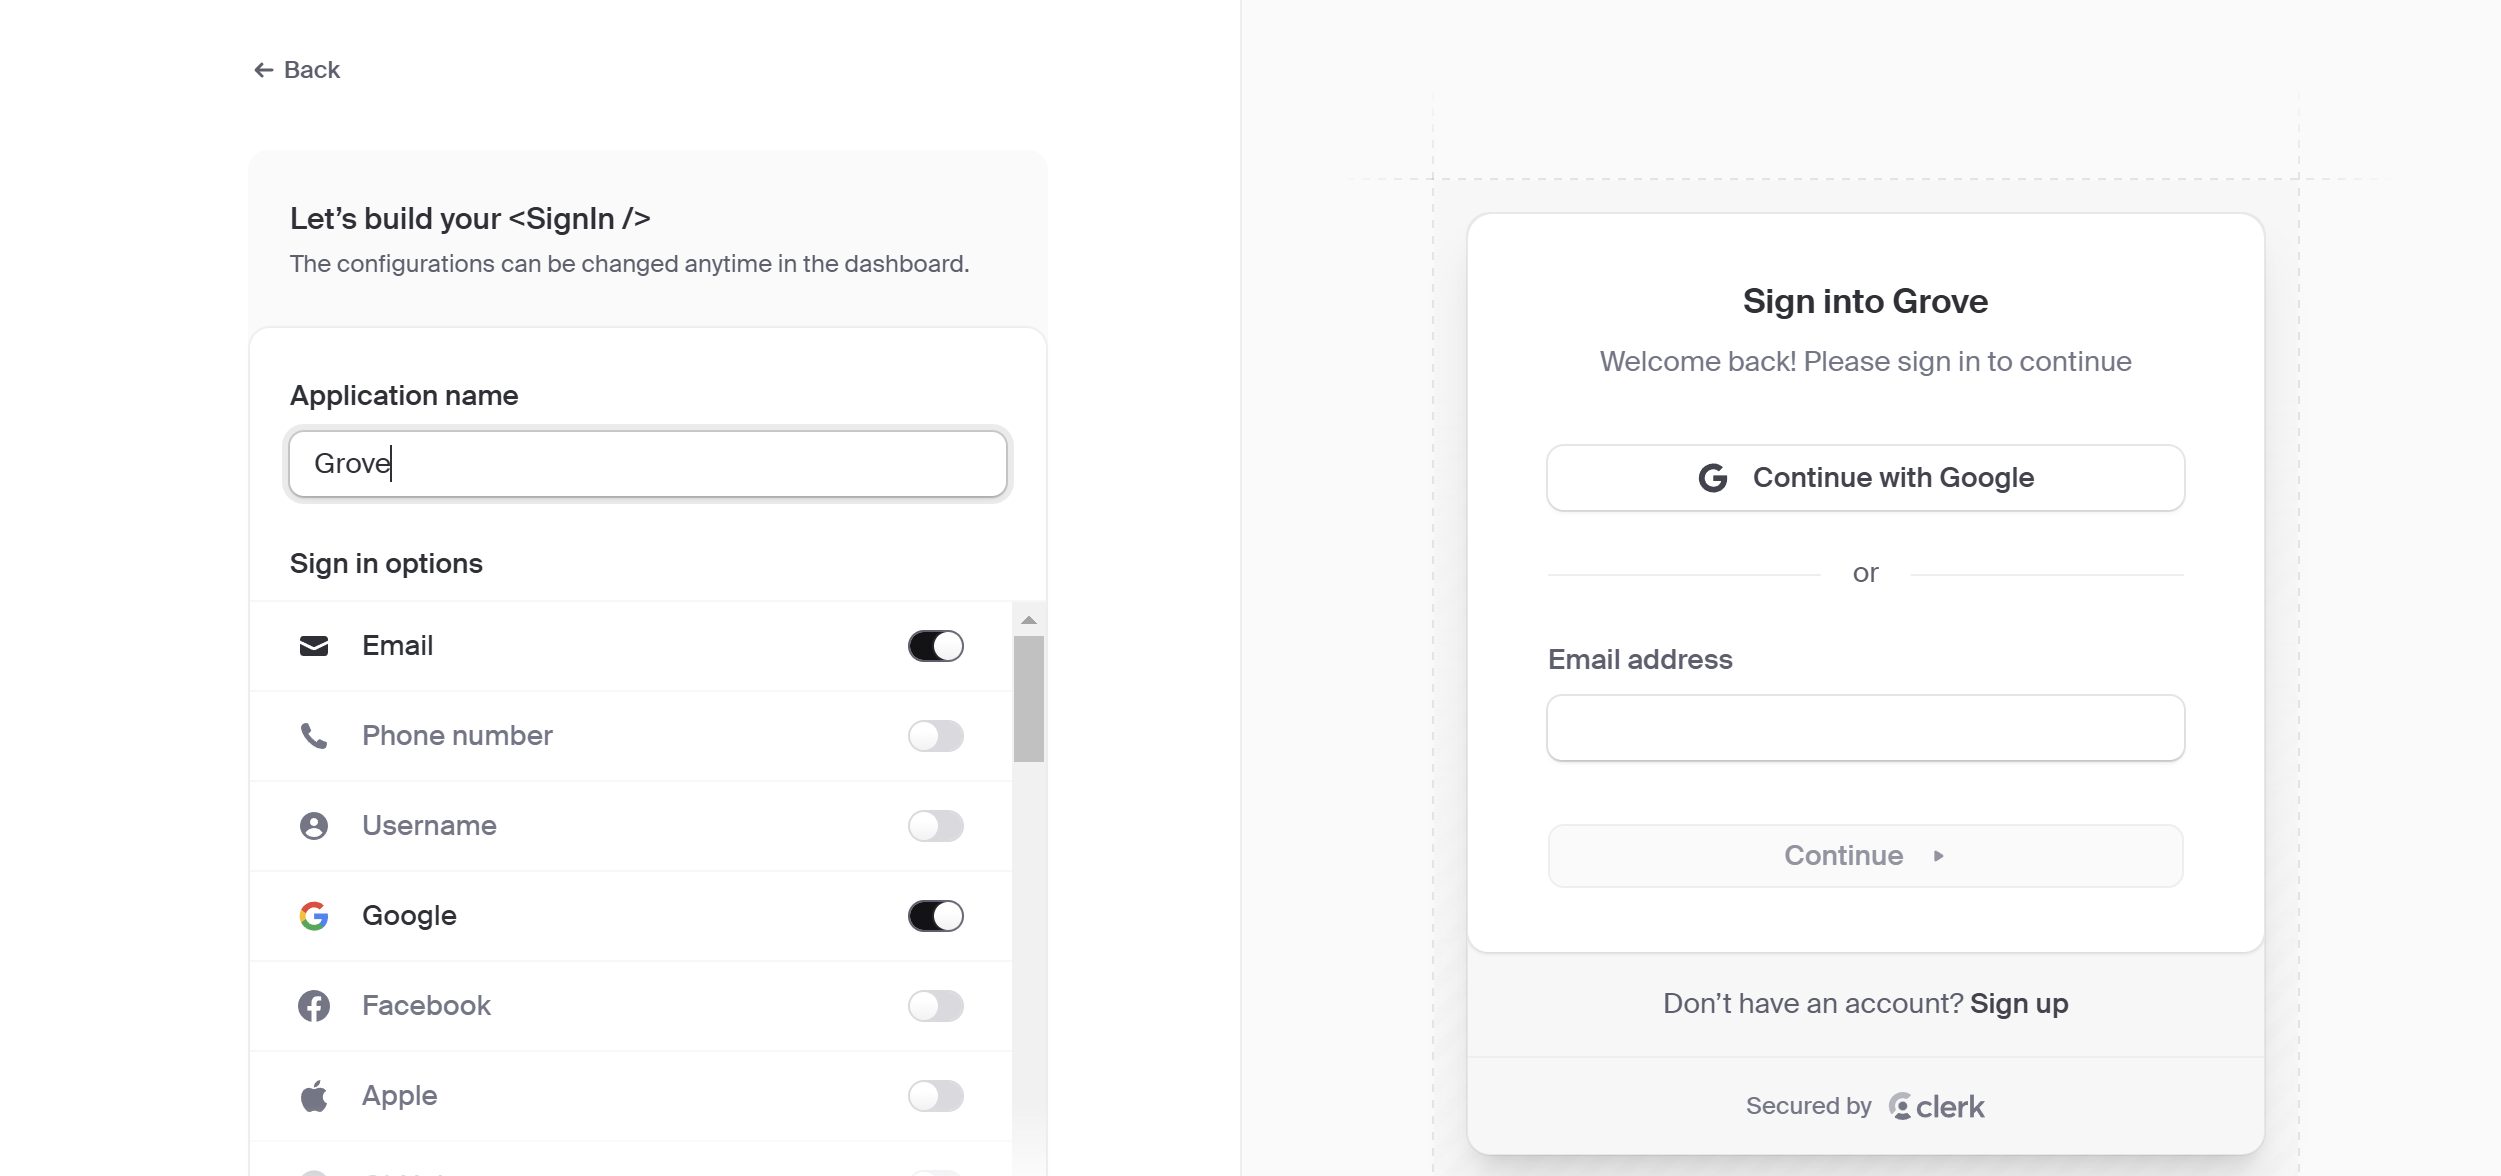 Back
Let’s build your <SignIn />
The configurations can be changed anytime in the dashboard.
Application name
Grove
Sign in options
Email
Phone number
Username
Google
Facebook
Apple
Sign into Grove
Welcome back! Please sign in to continue
Continue with Google
or
Email address
Continue
Don’t have an account? Sign up
Secured by clerk